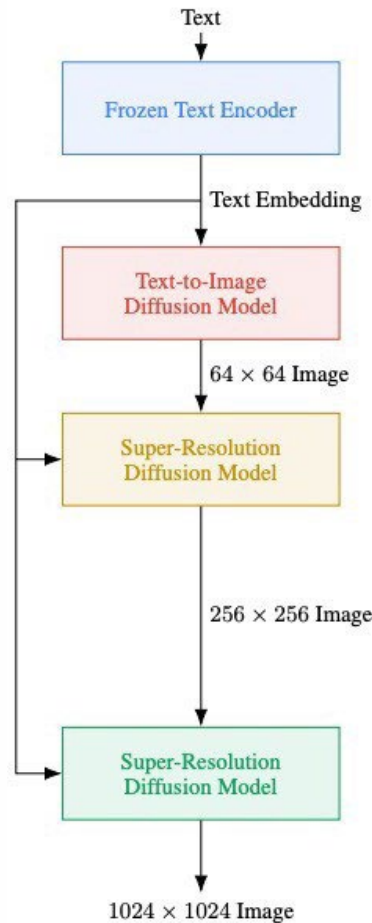 Text
Frozen Text Encoder
Text Embedding
Text-to-Image
Diffusion Model
64 × 64 Image
Super-Resolution
Diffusion Model
256 × 256 Image
Super-Resolution
Diffusion Model
1024 × 1024 Image